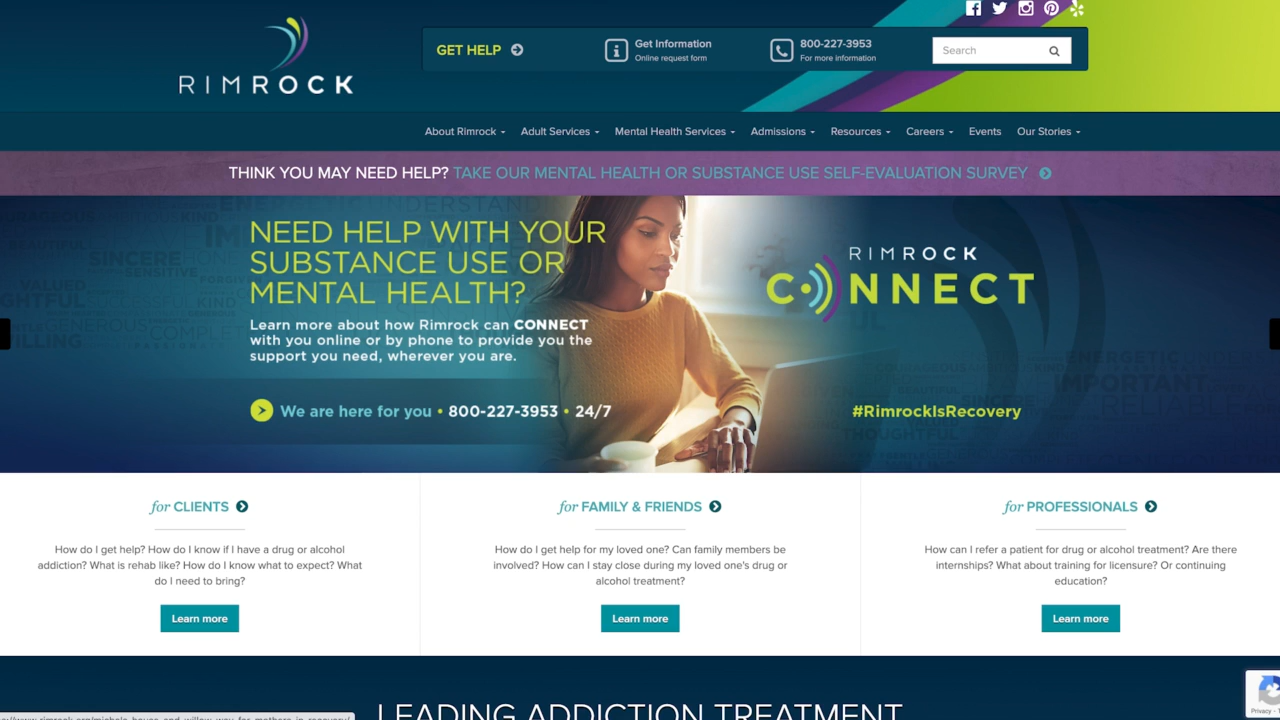 RIMROCK
GET HELP
Get Information
Online request form
800-227-3953
For more information
Search
About Rimrock
Adult Services
Mental Health Services
Admissions
Resources
Careers
Events
Our Stories
THINK YOU MAY NEED HELP? TAKE OUR MENTAL HEALTH OR SUBSTANCE USE SELF-EVALUATION SURVEY
NEED HELP WITH YOUR
SUBSTANCE USE OR
MENTAL HEALTH?
Learn more about how Rimrock can CONNECT
with you online or by phone to provide you the
support you need, wherever you are.
We are here for you • 800-227-3953 • 24/7
RIMROCK
CONNECT
#RimrockIsRecovery
for CLIENTS
How do I get help? How do I know if I have a drug or alcohol
addiction? What is rehab like? How do I know what to expect? What
do I need to bring?
Learn more
for FAMILY & FRIENDS
How do I get help for my loved one? Can family members be
involved? How can I stay close during my loved one's drug or
alcohol treatment?
Learn more
for PROFESSIONALS
How can I refer a patient for drug or alcohol treatment? Are there
internships? What about training for licensure? Or continuing
education?
Learn more
LEADING ADDICTION TREATMENT
Privacy